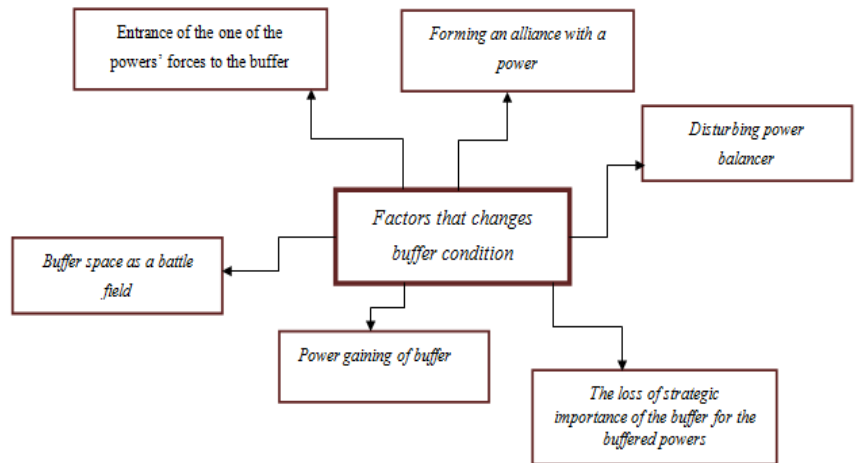 Entrance of the one of the
powers' forces to the buffer
Forming an alliance with a
power
Disturbing power
balancer
Factors that changes
buffer condition
Buffer space as a battle
field
Power gaining of buffer
The loss of strategic
importance of the buffer for the
buffered powers